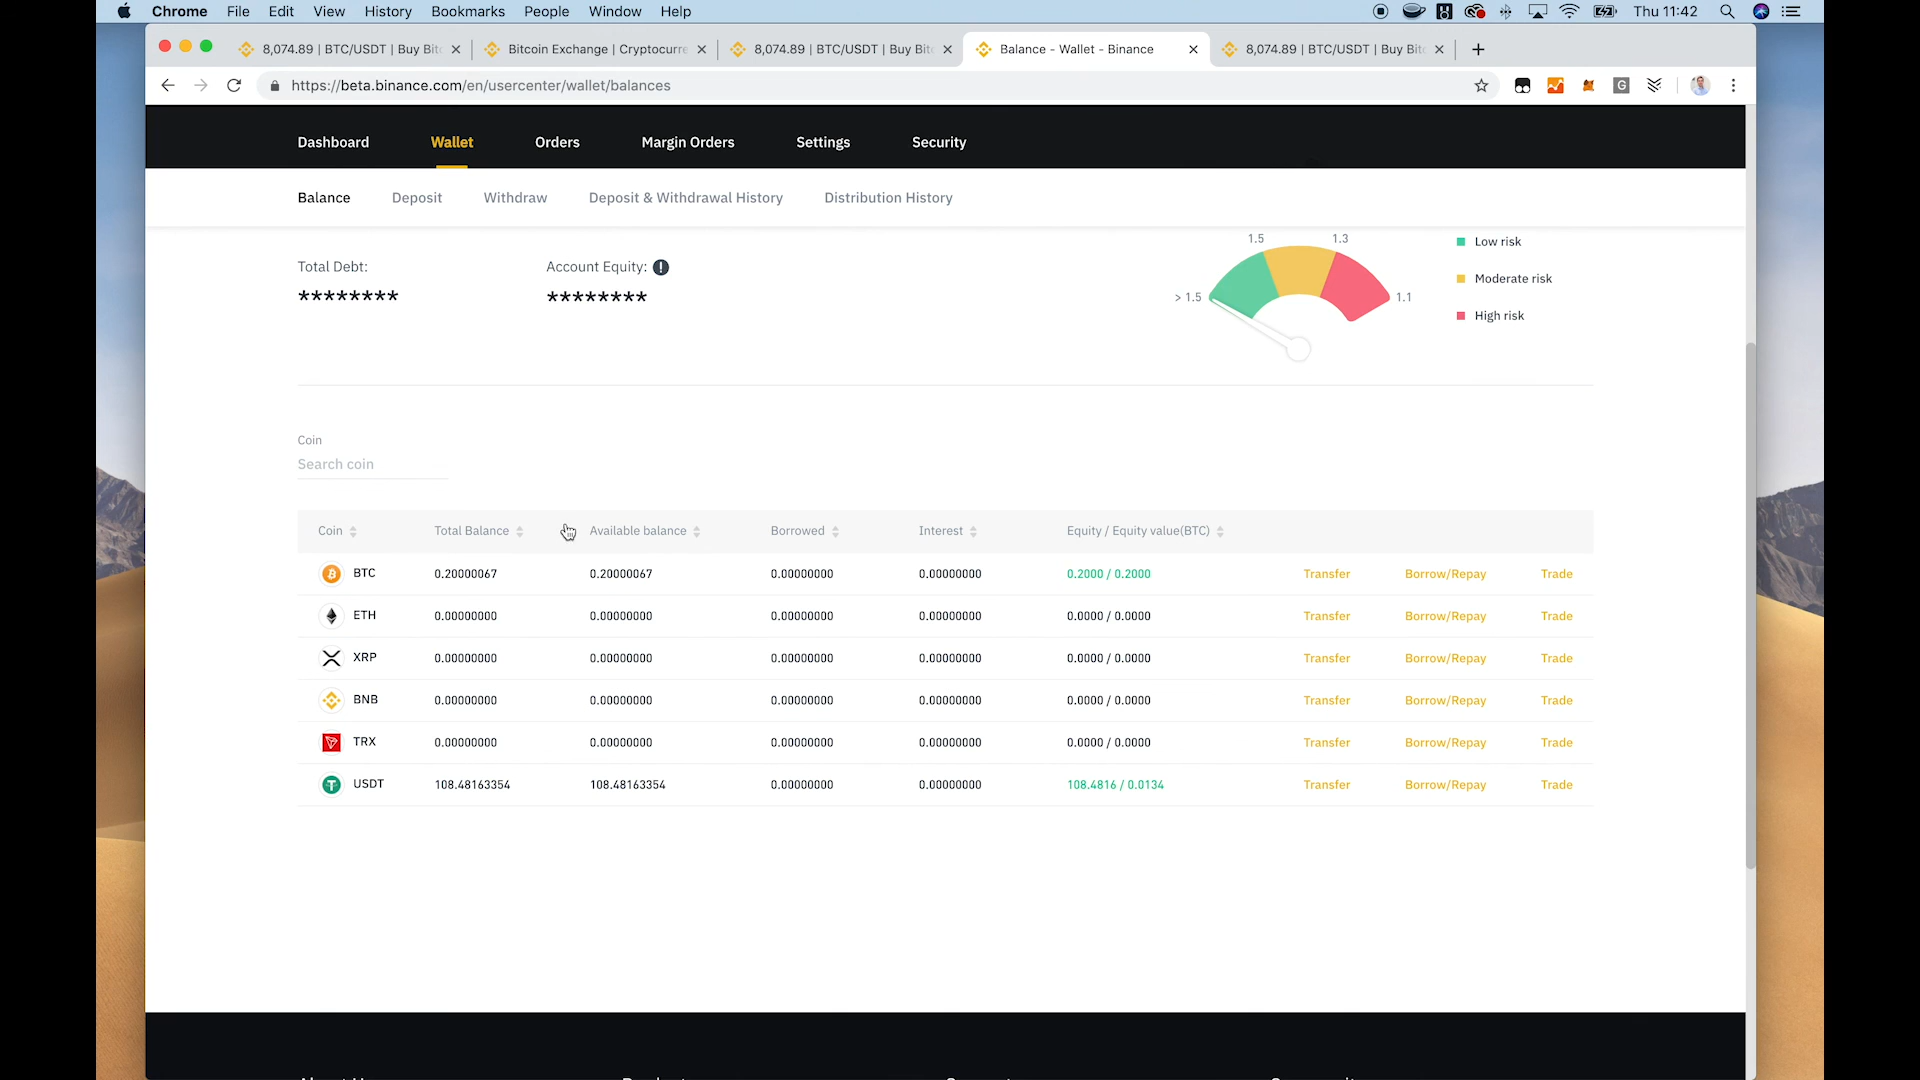 Chrome File Edit View History Bookmarks People Window Help Thu 11:42
8,074.89 | BTC/USDT | Buy Bitc Bitcoin Exchange | Cryptocurre 8,074.89 | BTC/USDT | Buy Bitc Balance - Wallet - Binance 8,074.89 | BTC/USDT | Buy Bitc
https://beta.binance.com/en/usercenter/wallet/balances
Dashboard Wallet Orders Margin Orders Settings Security
Balance Deposit Withdraw Deposit & Withdrawal History Distribution History
1.5 1.3 Low risk
Total Debt: Account Equity: Moderate risk
******** ******** > 1.5 1.1
High risk
Coin
Search coin
Coin Total Balance Available balance Borrowed Interest Equity / Equity value(BTC)
BTC 0.20000067 0.20000067 0.00000000 0.00000000 0.2000 / 0.2000 Transfer Borrow/Repay Trade
ETH 0.00000000 0.00000000 0.00000000 0.00000000 0.0000 / 0.0000 Transfer Borrow/Repay Trade
XRP 0.00000000 0.00000000 0.00000000 0.00000000 0.0000 / 0.0000 Transfer Borrow/Repay Trade
BNB 0.00000000 0.00000000 0.00000000 0.00000000 0.0000 / 0.0000 Transfer Borrow/Repay Trade
TRX 0.00000000 0.00000000 0.00000000 0.00000000 0.0000 / 0.0000 Transfer Borrow/Repay Trade
USDT 108.48163354 108.48163354 0.00000000 0.00000000 108.4816 / 0.0134 Transfer Borrow/Repay Trade